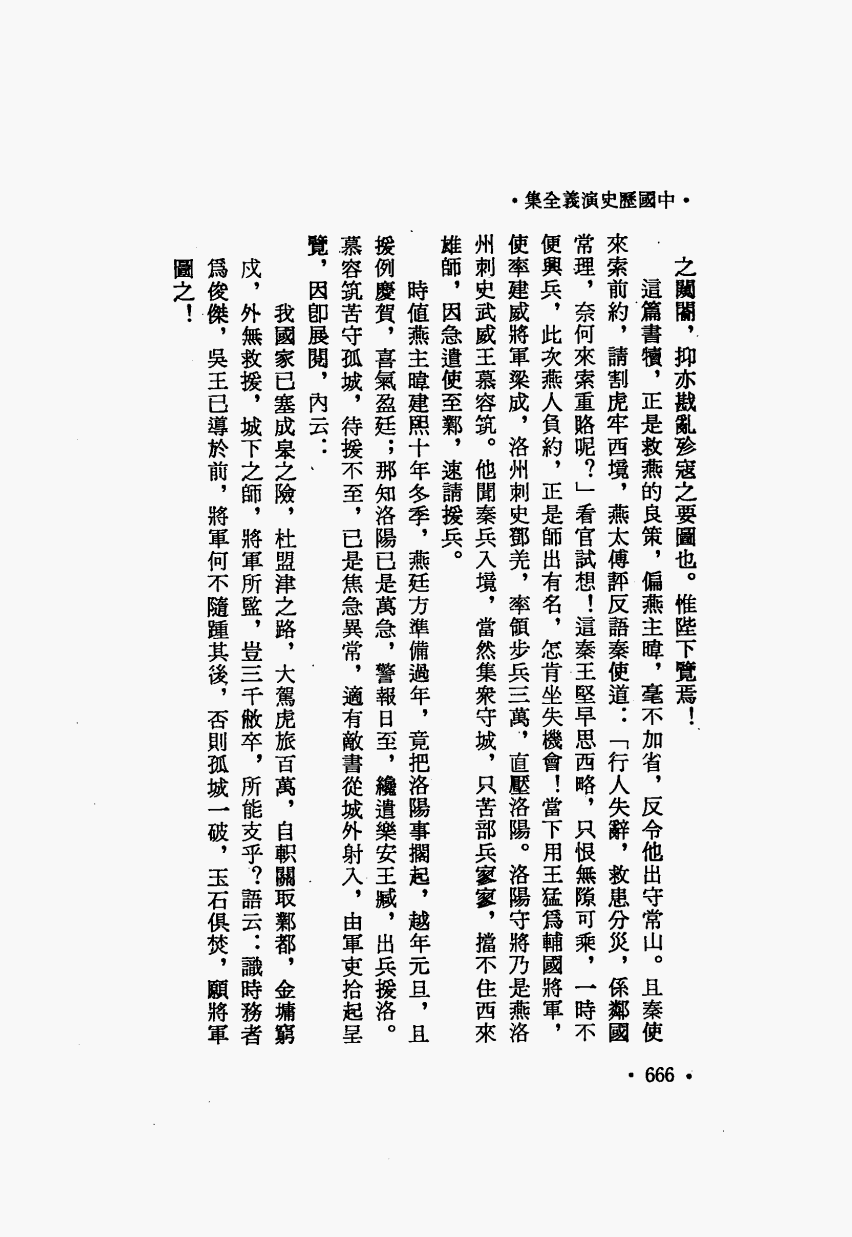 ·中國歷史演義全集·
之闖闞，抑亦戡亂殄寇之要圖也。惟陛下覽焉！
這篇書牘，正是救燕的良策，偏燕主暐，毫不加省，反令他出守常山。且秦使
來索前約，請割虎牢西境，燕太傅評反語秦使道：「行人失辭，救患分災，係鄰國
常理，奈何來索重賂呢？」看官試想！這秦王堅早思西略，只恨無隙可乘，一時不
便興兵，此次燕人負約，正是師出有名，怎肯坐失機會！當下用王猛爲輔國將軍，
使率建威將軍梁成，洛州刺史鄧羌，率領步兵三萬，直壓洛陽。洛陽守將乃是燕洛
州刺史武威王慕容筑。他聞秦兵入境，當然集衆守城，只苦部兵寥寥，擋不住西來
雄師，因急遣使至鄴，速請援兵。
時値燕主暐建熙十年冬季，燕廷方準備過年，竟把洛陽事擱起，越年元旦，且
援例慶賀，喜氣盈廷；那知洛陽已是萬急，警報日至，纔遣樂安王臧，出兵援洛。
慕容筑苦守孤城，待援不至，已是焦急異常，適有敵書從城外射入，由軍吏拾起呈
覽，因卽展閱，內云：
我國家已塞成皋之險，杜盟津之路，大駕虎旅百萬，自軹關取鄴都，金墉窮
戍，外無救援，城下之師，將軍所監，豈三千敝卒，所能支乎？語云：識時務者
爲俊傑，吳王已導於前，將軍何不隨踵其後，否則孤城一破，玉石俱焚，願將軍
圖之！
·666·